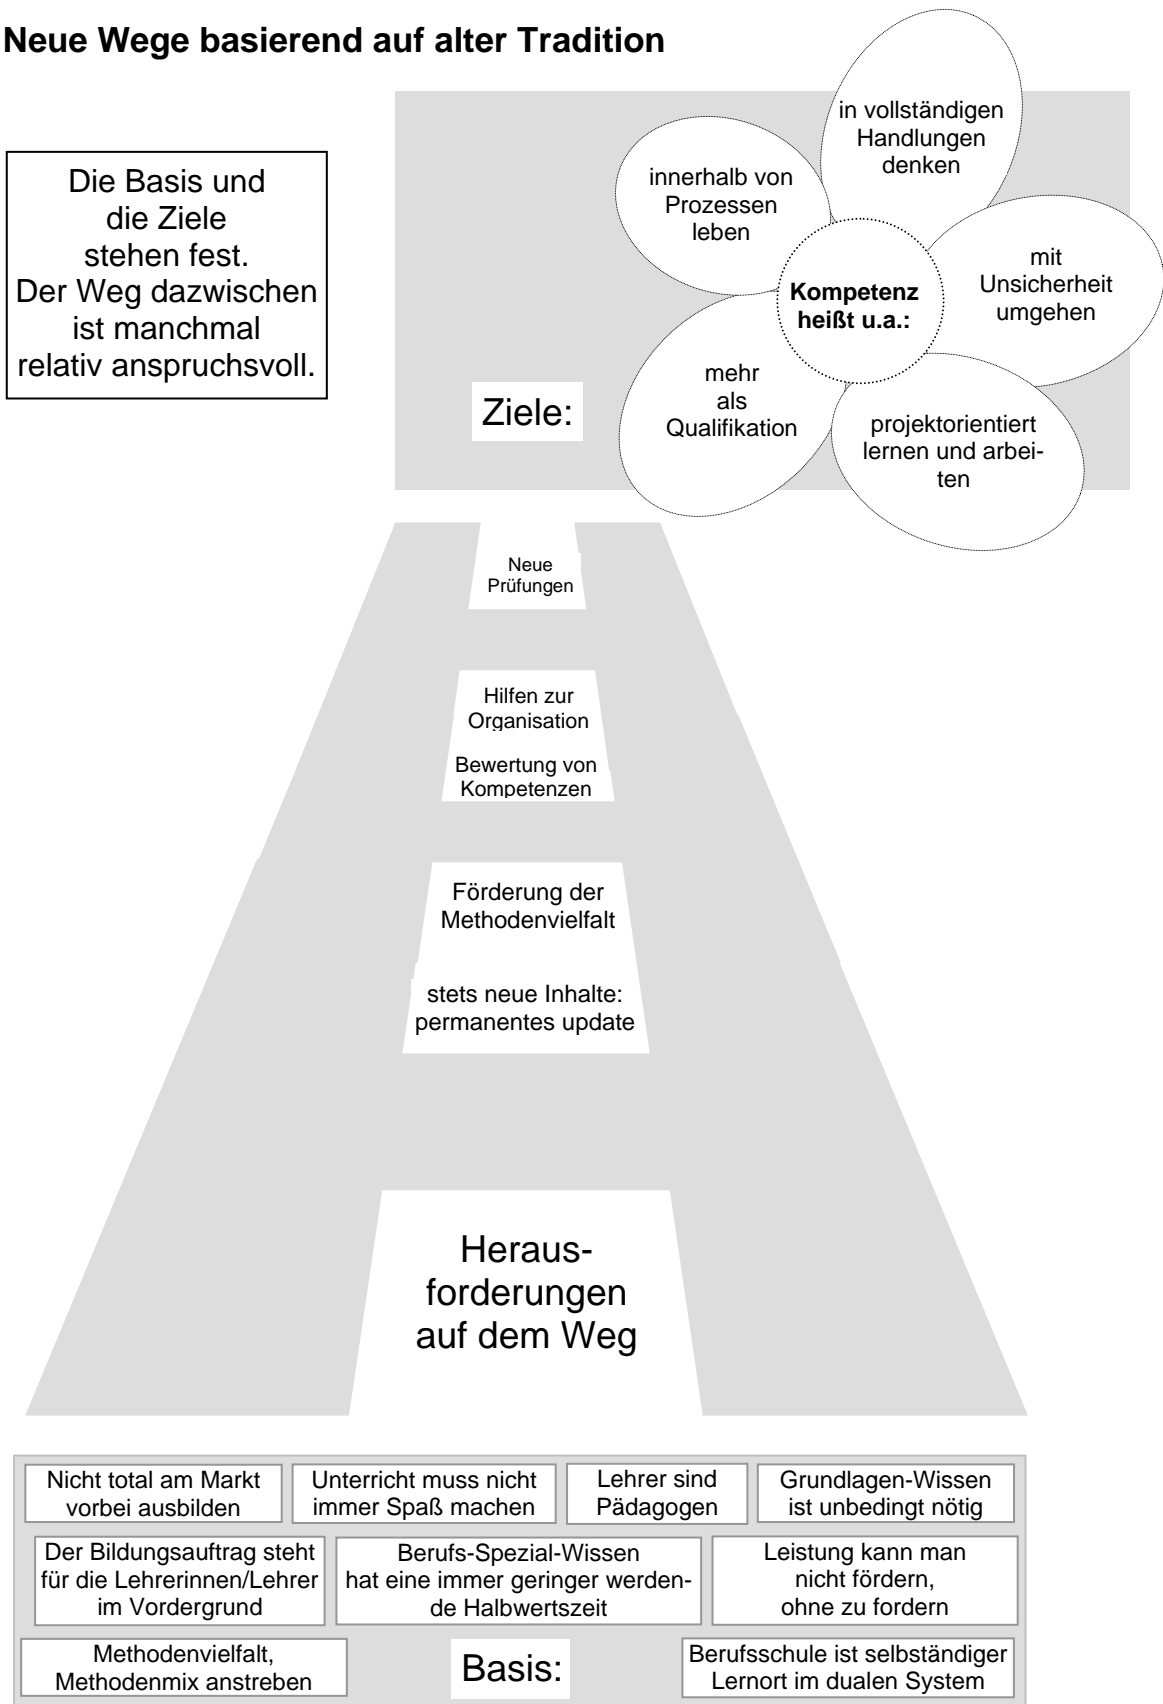 Neue Wege basierend auf alter Tradition
Die Basis und
die Ziele
stehen fest.
Der Weg dazwischen
ist manchmal
relativ anspruchsvoll.
in vollständigen
Handlungen
denken
innerhalb von
Prozessen
leben
mit
Unsicherheit
umgehen
Kompetenz
heißt u.a.:
mehr
als
Qualifikation
projektorientiert
lernen und arbei-
ten
Ziele:
Neue
Prüfungen
Hilfen zur
Organisation
Bewertung von
Kompetenzen
Förderung der
Methodenvielfalt
stets neue Inhalte:
permanentes update
Heraus-
forderungen
auf dem Weg
Nicht total am Markt
vorbei ausbilden
Unterricht muss nicht
immer Spaß machen
Lehrer sind
Pädagogen
Grundlagen-Wissen
ist unbedingt nötig
Der Bildungsauftrag steht
für die Lehrerinnen/Lehrer
im Vordergrund
Berufs-Spezial-Wissen
hat eine immer geringer werden-
de Halbwertszeit
Leistung kann man
nicht fördern,
ohne zu fordern
Methodenvielfalt,
Methodenmix anstreben
Basis:
Berufsschule ist selbständiger
Lernort im dualen System